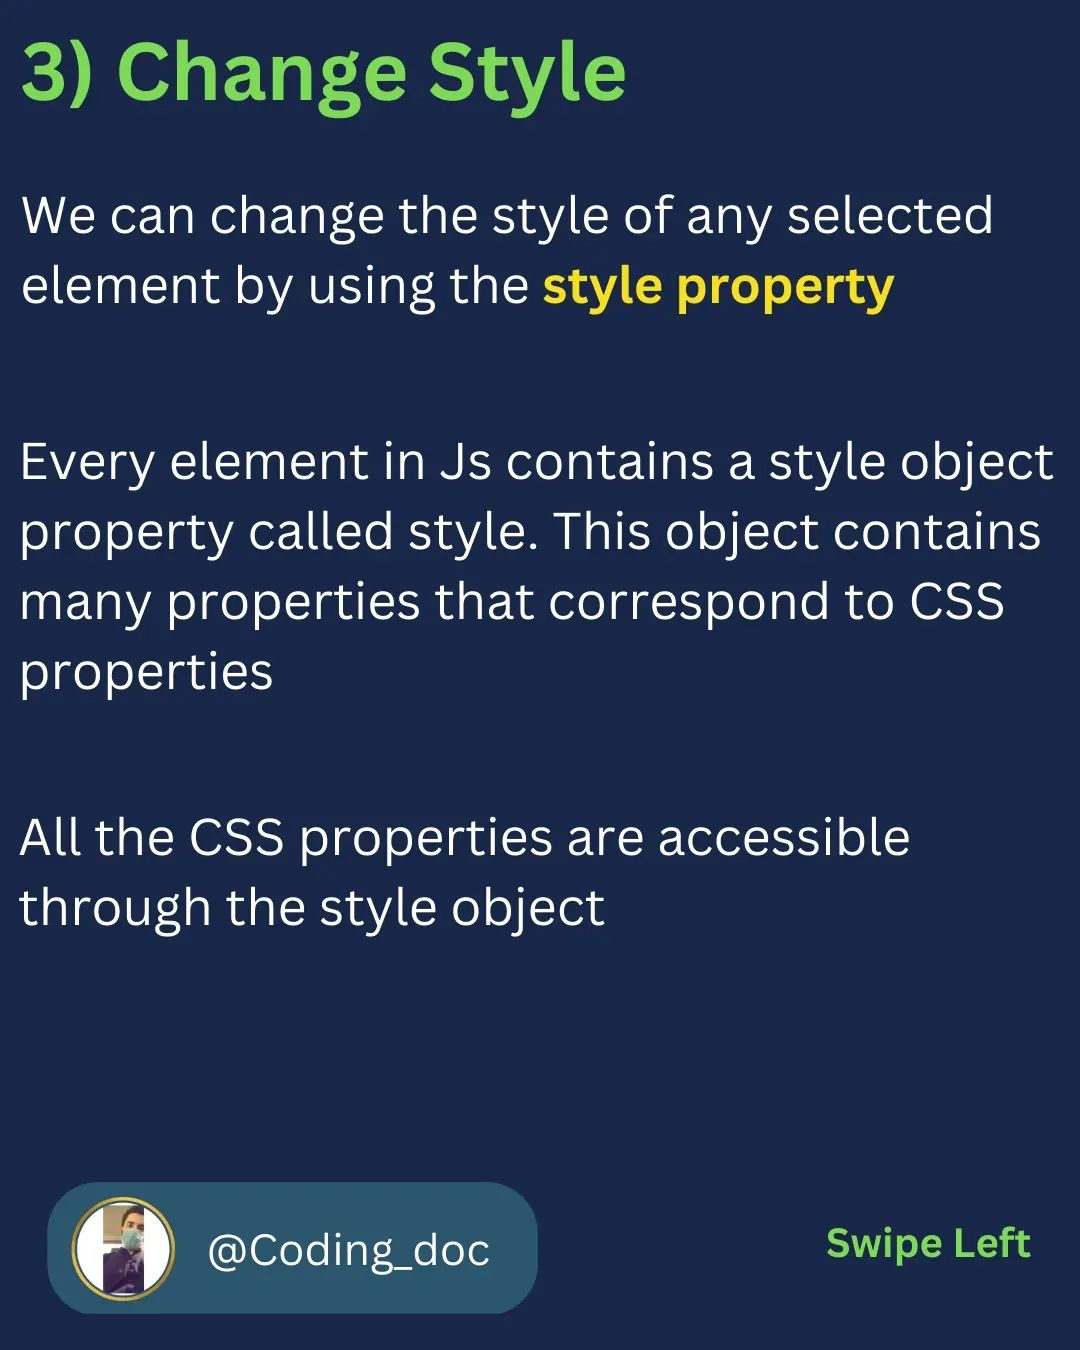 3) Change Style
We can change the style of any selected
element by using the style property
Every element in Js contains a style object
property called style. This object contains
many properties that correspond to CSS
properties
All the CSS properties are accessible
through the style object
@Coding_doc
Swipe Left